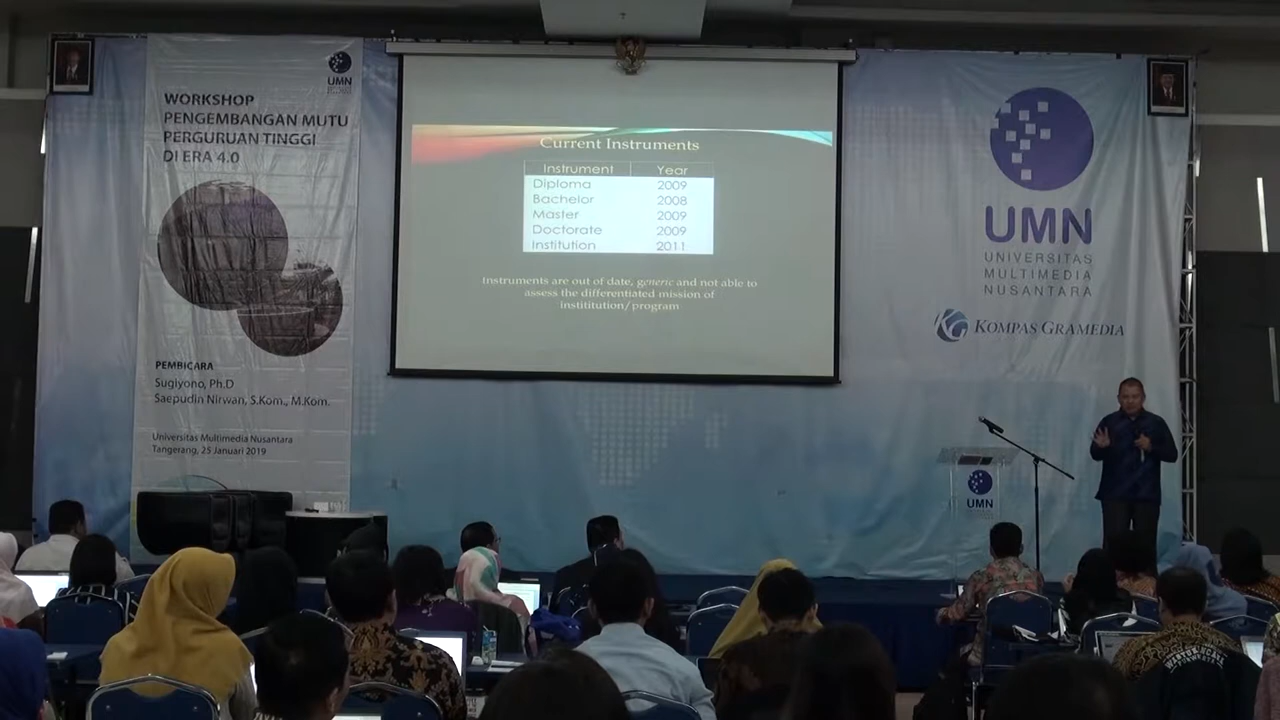 UMN
WORKSHOP
PENGEMBANGAN MUTU
PERGURUAN TINGGI
DI ERA 4.0
PEMBICARA
Sugiyono, Ph.D
Saepudin Nirwan, S.Kom., M.Kom.
Universitas Multimedia Nusantara
Tangerang, 25 Januari 2019
Current Instruments
Instrument Year
Diploma 2009
Bachelor 2008
Master 2009
Doctorate 2009
Institution 2011
Instruments are out of date, generic and not able to
assess the differentiated mission of
instititution/program
UMN
UNIVERSITAS
MULTIMEDIA
NUSANTARA
KG KOMPAS GRAMEDIA
UMN